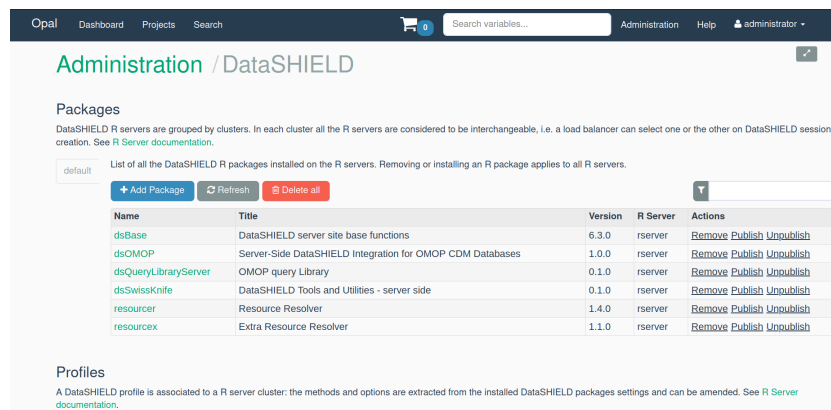 Opal Dashboard Projects Search 0 Search variables... Administration Help administrator
Administration / DataSHIELD
Packages
DataSHIELD R servers are grouped by clusters. In each cluster all the R servers are considered to be interchangeable, i.e. a load balancer can select one or the other on DataSHIELD session
creation. See R Server documentation.
default
List of all the DataSHIELD R packages installed on the R servers. Removing or installing an R package applies to all R servers.
+ Add Package Refresh Delete all
Name Title Version R Server Actions
dsBase DataSHIELD server site base functions 6.3.0 rserver Remove Publish Unpublish
dsOMOP Server-Side DataSHIELD Integration for OMOP CDM Databases 1.0.0 rserver Remove Publish Unpublish
dsQueryLibraryServer OMOP query Library 0.1.0 rserver Remove Publish Unpublish
dsSwissKnife DataSHIELD Tools and Utilities - server side 0.1.0 rserver Remove Publish Unpublish
resourcer Resource Resolver 1.4.0 rserver Remove Publish Unpublish
resourcex Extra Resource Resolver 1.1.0 rserver Remove Publish Unpublish
Profiles
A DataSHIELD profile is associated to a R server cluster: the methods and options are extracted from the installed DataSHIELD packages settings and can be amended. See R Server
documentation.